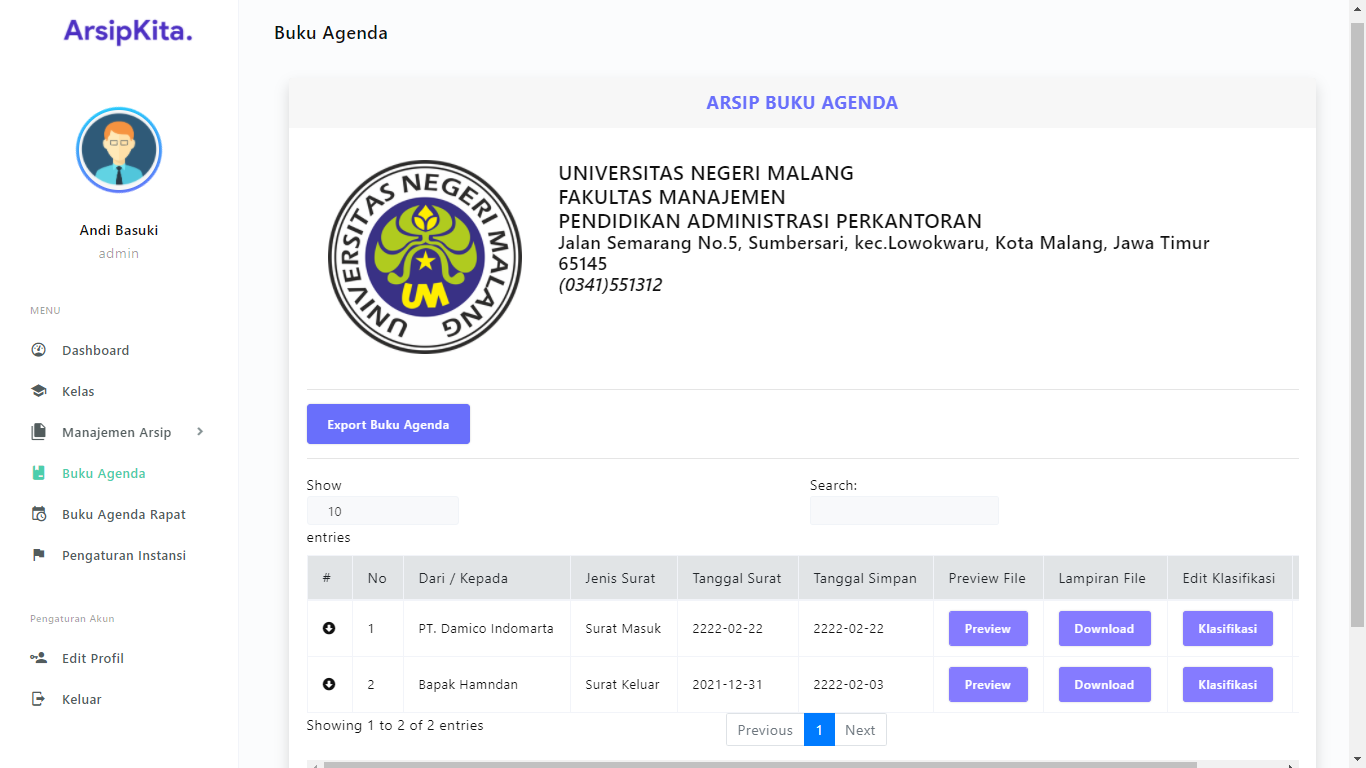 ArsipKita.
Buku Agenda
Andi Basuki
admin
MENU
Dashboard
Kelas
Manajemen Arsip
Buku Agenda
Buku Agenda Rapat
Pengaturan Instansi
Pengaturan Akun
Edit Profil
Keluar
ARSIP BUKU AGENDA
UNIVERSITAS NEGERI MALANG
UM
UNIVERSITAS NEGERI MALANG
FAKULTAS MANAJEMEN
PENDIDIKAN ADMINISTRASI PERKANTORAN
Jalan Semarang No.5, Sumbersari, kec.Lowokwaru, Kota Malang, Jawa Timur
65145
(0341)551312
Export Buku Agenda
Show
10
entries
Search:
# No Dari / Kepada Jenis Surat Tanggal Surat Tanggal Simpan Preview File Lampiran File Edit Klasifikasi
1 PT. Damico Indomarta Surat Masuk 2222-02-22 2222-02-22 Preview Download Klasifikasi
2 Bapak Hamndan Surat Keluar 2021-12-31 2222-02-03 Preview Download Klasifikasi
Showing 1 to 2 of 2 entries
Previous 1 Next